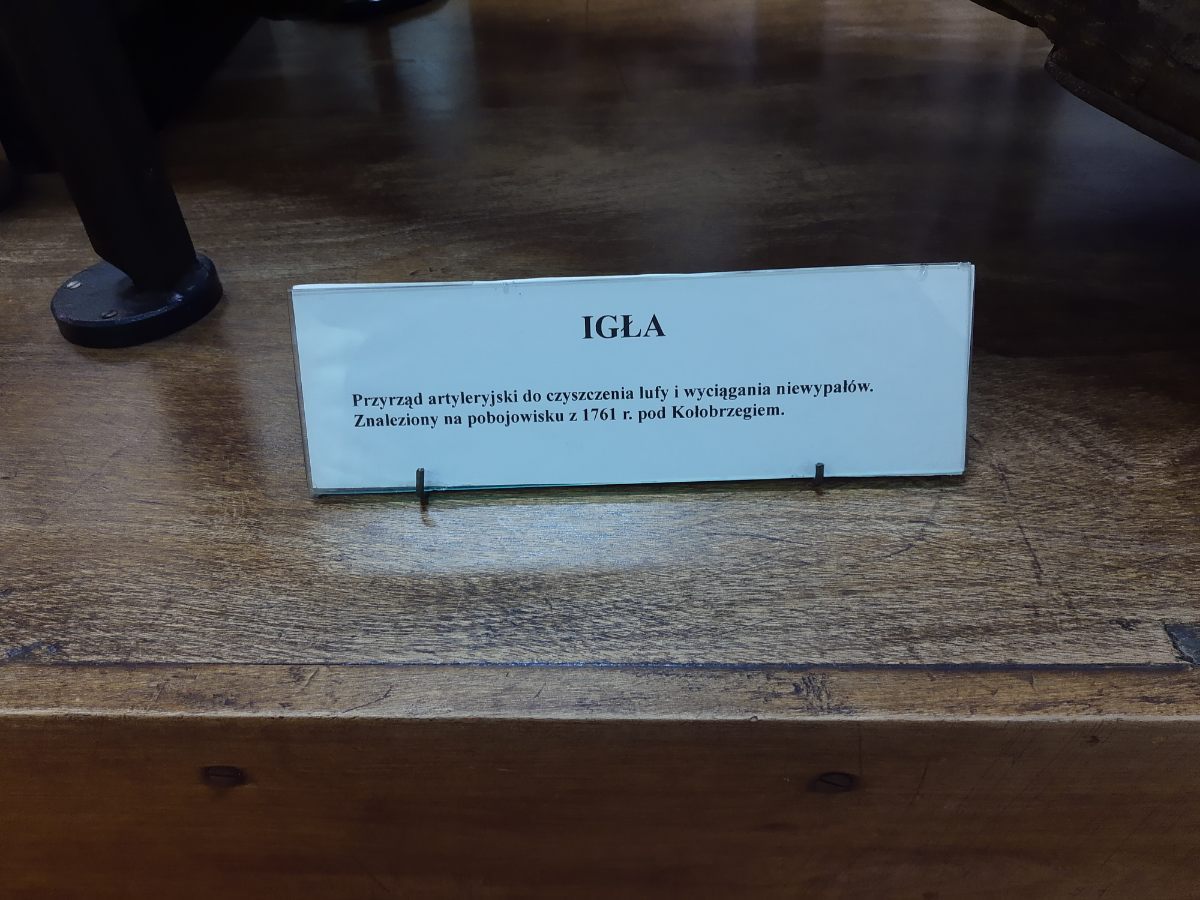 IGŁA
Przyrząd artyleryjski do czyszczenia lufy i wyciągania niewypałów.
Znaleziony na pobojowisku z 1761 r. pod Kołobrzegiem.